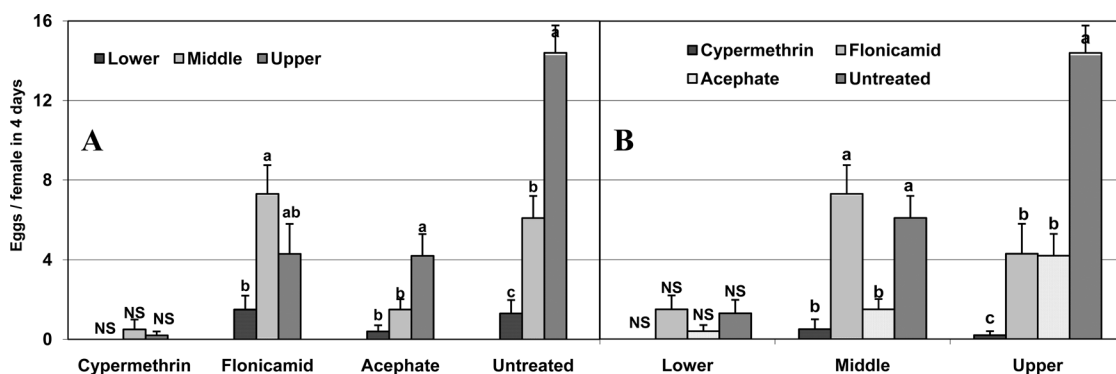 Eggs / female in 4 days
16
12
8
4
0
Lower Middle Upper
A
NS NS NS
b a ab
b b a
c b a
Cypermethrin Flonicamid Acephate Untreated
Cypermethrin Flonicamid
Acephate Untreated
B
NS NS NS NS
b a b a
c b b a
Lower Middle Upper